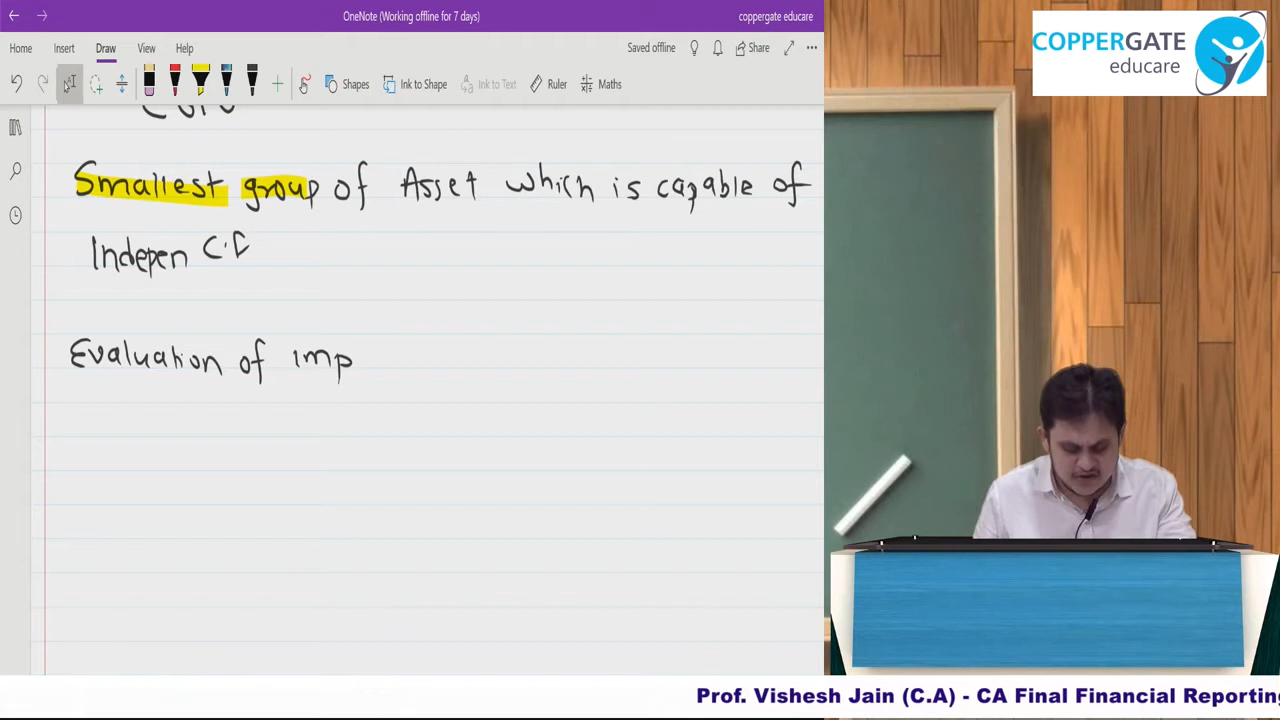 OneNote (Working offline for 7 days)
coppergate educare
Home Insert Draw View Help
Saved offline
Share
Shapes
Ink to Shape
Ink to Text
Ruler
Maths
COPPERGATE
educare
Smallest group of Asset which is capable of
Indepen C.
Evaluation of imp
Prof. Vishesh Jain (C.A) - CA Final Financial Reporting